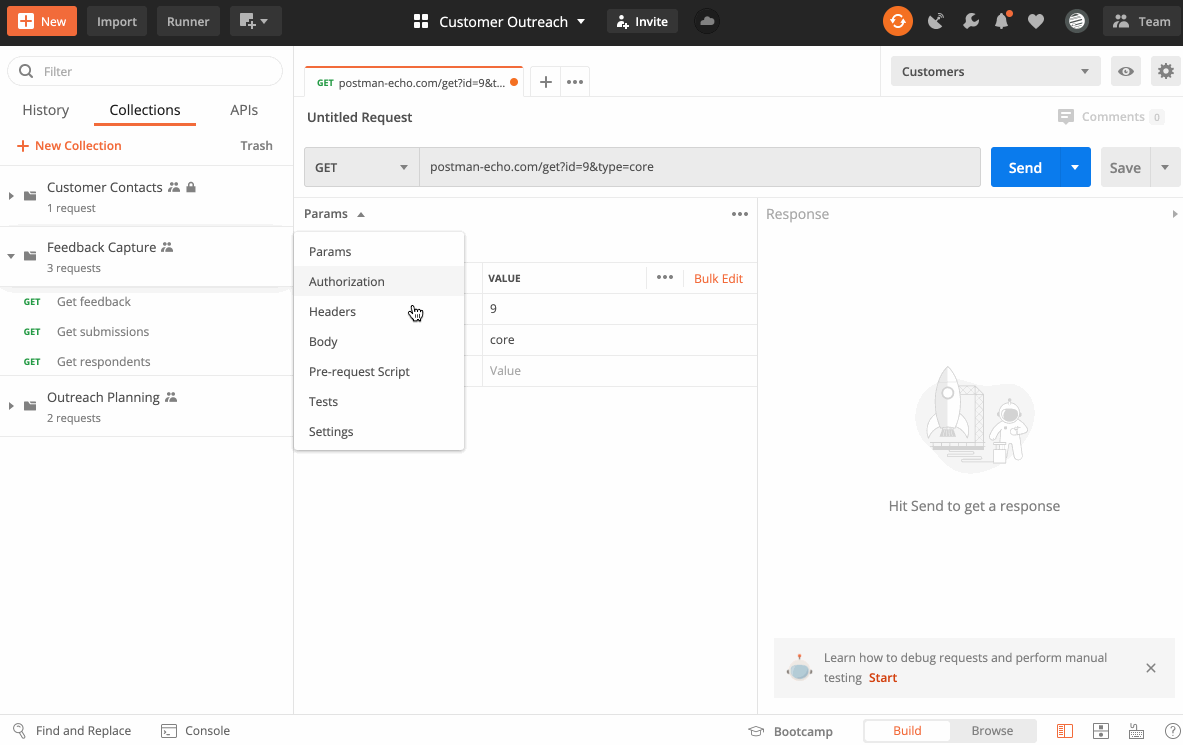 New
Import
Runner
Customer Outreach
Invite
Team
Filter
History
Collections
APIs
New Collection
Trash
Customer Contacts
1 request
Feedback Capture
3 requests
GET Get feedback
GET Get submissions
GET Get respondents
Outreach Planning
2 requests
GET postman-echo.com/get?id=9&t...
Customers
Untitled Request
Comments 0
GET
postman-echo.com/get?id=9&type=core
Send
Save
Params
Params
Authorization
Headers
Body
Pre-request Script
Tests
Settings
VALUE
Bulk Edit
9
core
Value
Response
Hit Send to get a response
Learn how to debug requests and perform manual
testing Start
Find and Replace
Console
Bootcamp
Build
Browse